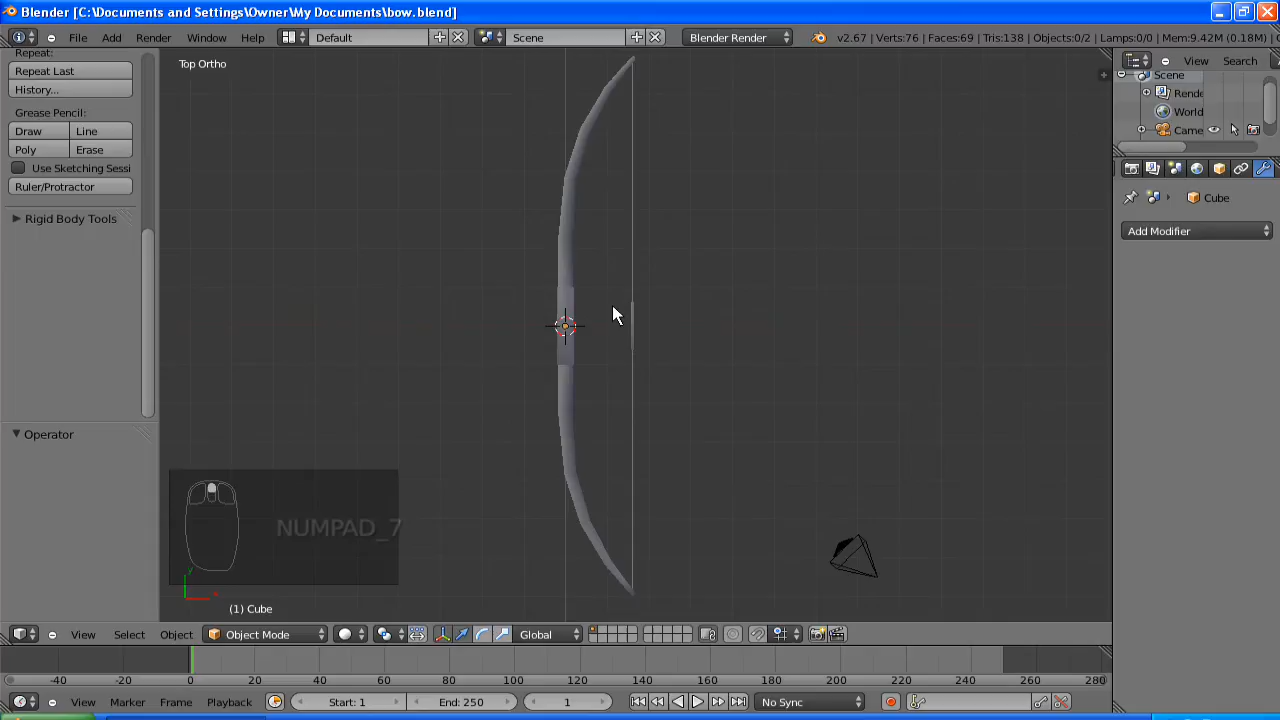 Blender [C:\Documents and Settings\Owner\My Documents\bow.blend]
File Add Render Window Help Default Scene Blender Render v2.67 | Verts:76 | Faces:69 | Tris:138 | Objects:0/2 | Lamps:0/0 | Mem:9.42M (0.18M)
Repeat:
Repeat Last
History...
Grease Pencil:
Draw Line
Poly Erase
Use Sketching Sessi
Ruler/Protractor
Rigid Body Tools
Operator
Top Ortho
NUMPAD_7
(1) Cube
View Search
Scene
Rende
World
Came
Cube
Add Modifier
View Select Object Object Mode Global
-40 -20 0 20 40 60 80 100 120 140 160 180 200 220 240 260 280
View Marker Frame Playback Start: 1 End: 250 1 No Sync